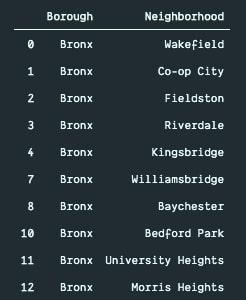 Borough Neighborhood
0 Bronx Wakefield
1 Bronx Co-op City
2 Bronx Fieldston
3 Bronx Riverdale
4 Bronx Kingsbridge
7 Bronx Williamsbridge
8 Bronx Baychester
10 Bronx Bedford Park
11 Bronx University Heights
12 Bronx Morris Heights